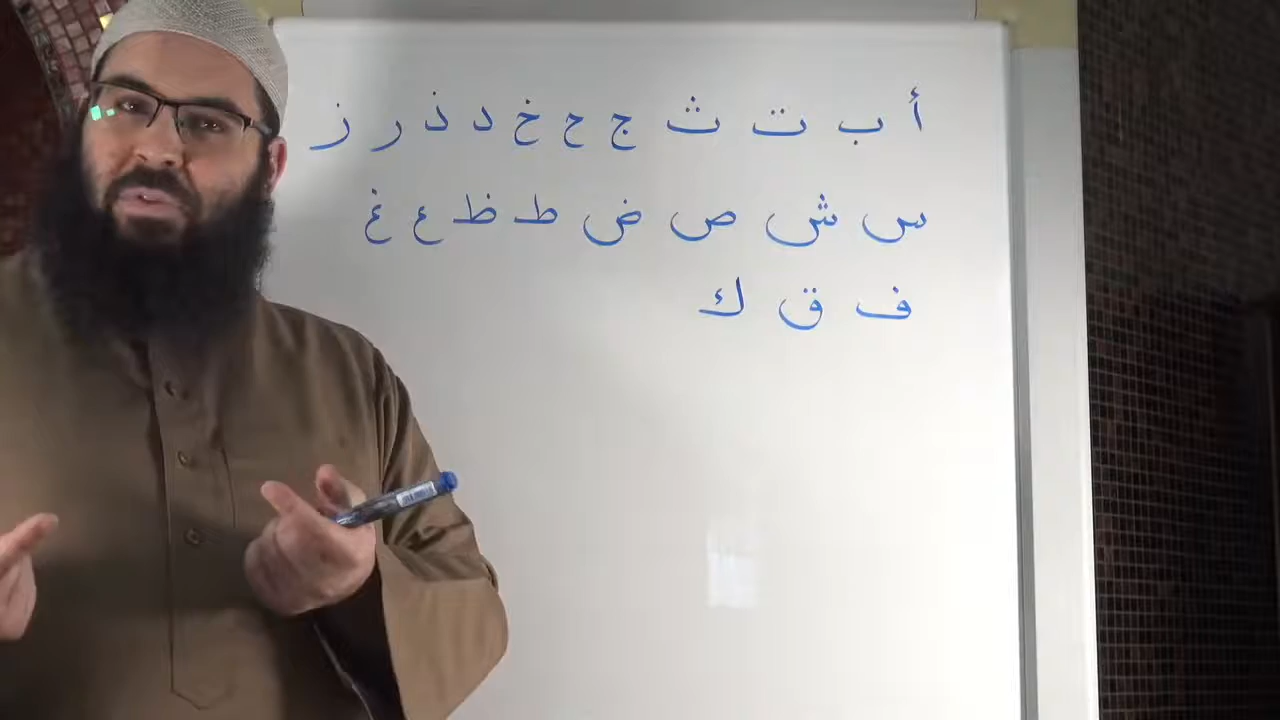 أ ب ت ث ج ح خ د ذ ر ز
س ش ص ض ط ظ ع غ
ف ق ك